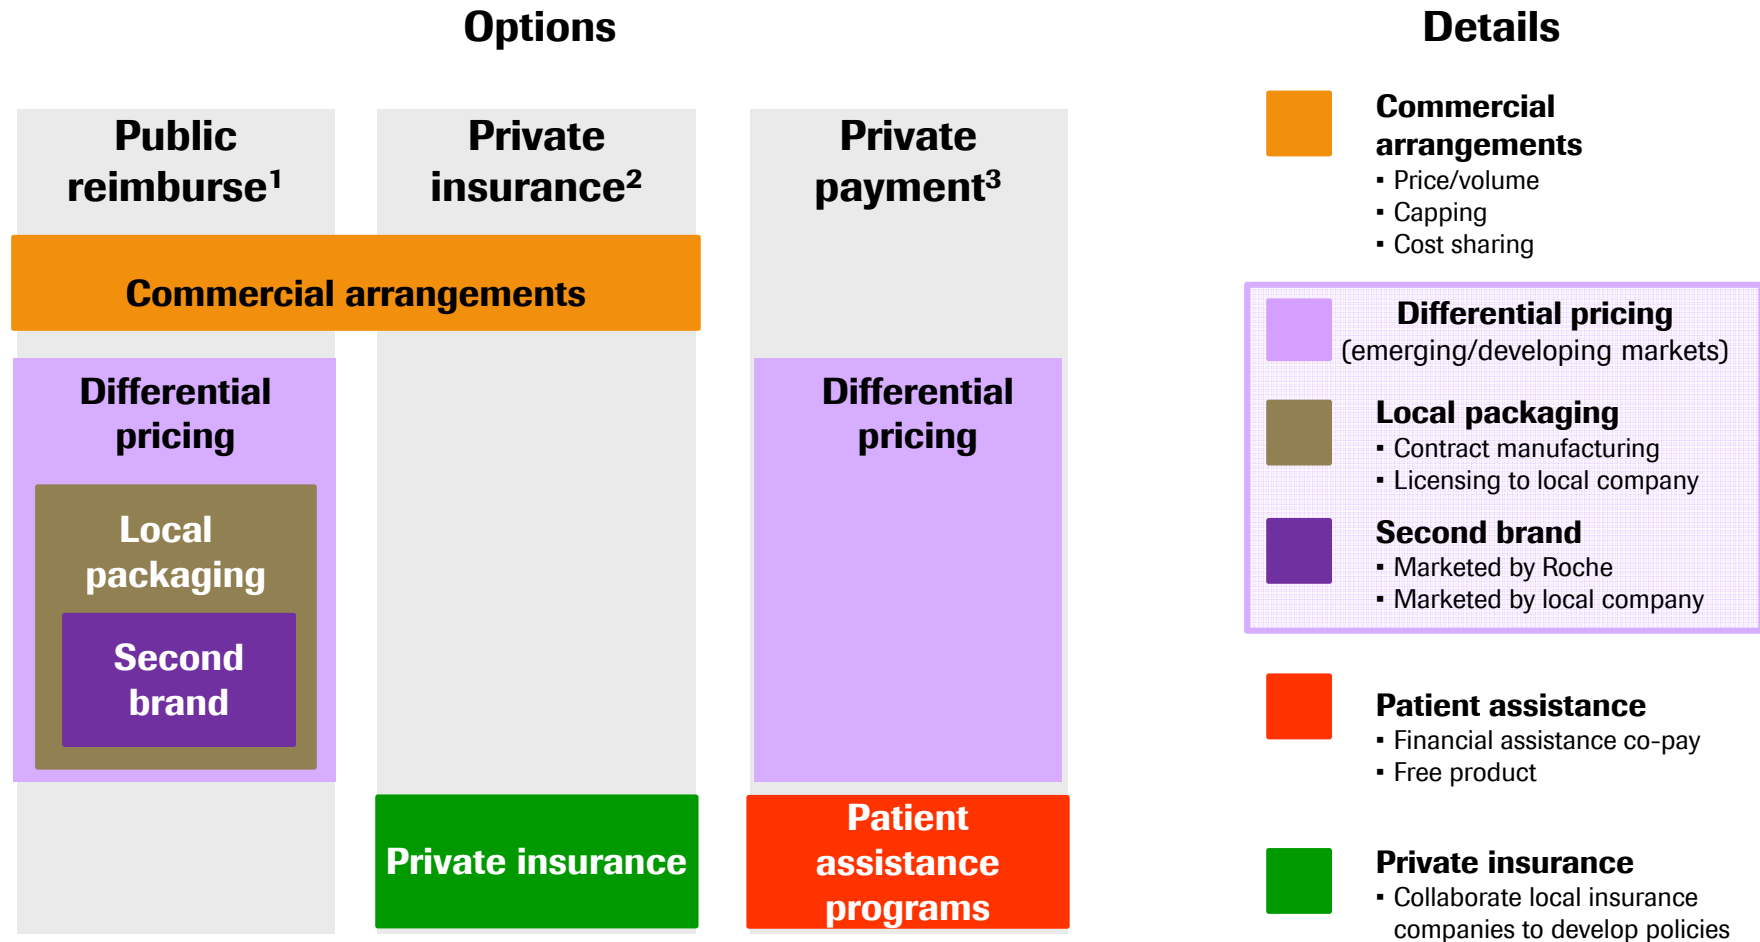 Options
Public
reimburse¹
Private
insurance²
Private
payment³
Commercial arrangements
Differential
pricing
Local
packaging
Second
brand
Differential
pricing
Private insurance
Patient
assistance
programs
Details
Commercial
arrangements
▪ Price/volume
▪ Capping
▪ Cost sharing
Differential pricing
(emerging/developing markets)
Local packaging
▪ Contract manufacturing
▪ Licensing to local company
Second brand
▪ Marketed by Roche
▪ Marketed by local company
Patient assistance
▪ Financial assistance co-pay
▪ Free product
Private insurance
▪ Collaborate local insurance
companies to develop policies